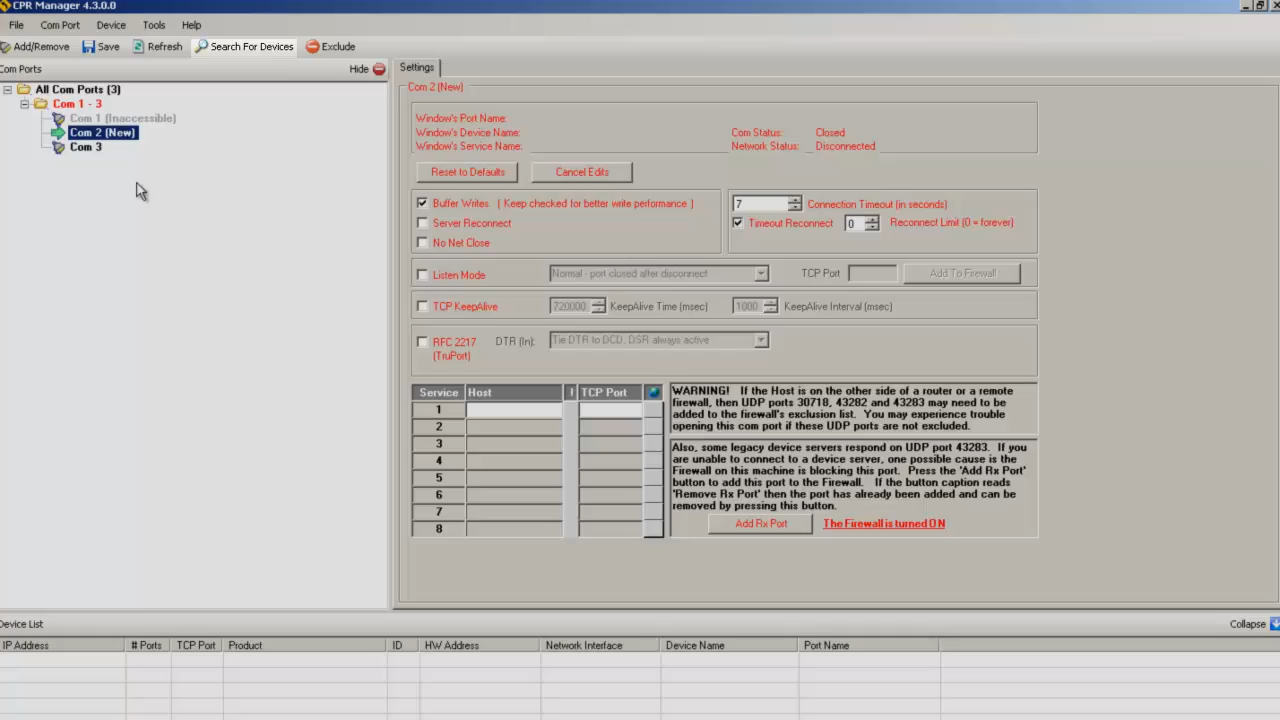 CPR Manager 4.3.0.0
File Com Port Device Tools Help
Add/Remove Save Refresh Search For Devices Exclude
Com Ports Hide
All Com Ports (3)
Com 1 - 3
Com 1 (Inaccessible)
Com 2 (New)
Com 3
Settings
Com 2 (New)
Window's Port Name:
Window's Device Name: Com Status: Closed
Window's Service Name: Network Status: Disconnected
Reset to Defaults Cancel Edits
Buffer Writes ( Keep checked for better write performance ) 7 Connection Timeout (in seconds)
Server Reconnect Timeout Reconnect 0 Reconnect Limit (0 = forever)
No Net Close
Listen Mode Normal - port closed after disconnect TCP Port Add To Firewall
TCP KeepAlive 720000 KeepAlive Time (msec) 1000 KeepAlive Interval (msec)
RFC 2217 DTR (In): Tie DTR to DCD, DSR always active
(TruPort)
Service Host ! TCP Port
1
2
3
4
5
6
7
8
WARNING! If the Host is on the other side of a router or a remote
firewall, then UDP ports 30718, 43282 and 43283 may need to be
added to the firewall's exclusion list. You may experience trouble
opening this com port if these UDP ports are not excluded.
Also, some legacy device servers respond on UDP port 43283. If you
are unable to connect to a device server, one possible cause is the
Firewall on this machine is blocking this port. Press the 'Add Rx Port'
button to add this port to the Firewall. If the button caption reads
'Remove Rx Port' then the port has already been added and can be
removed by pressing this button.
Add Rx Port The Firewall is turned ON
Device List Collapse
IP Address # Ports TCP Port Product ID HW Address Network Interface Device Name Port Name